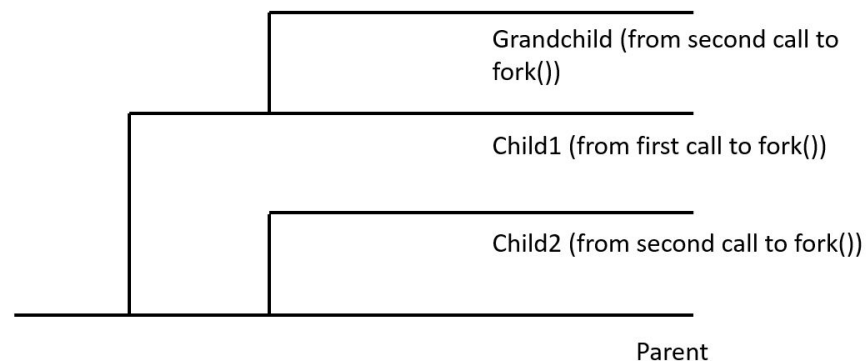 Grandchild (from second call to
fork())
Child1 (from first call to fork())
Child2 (from second call to fork())
Parent